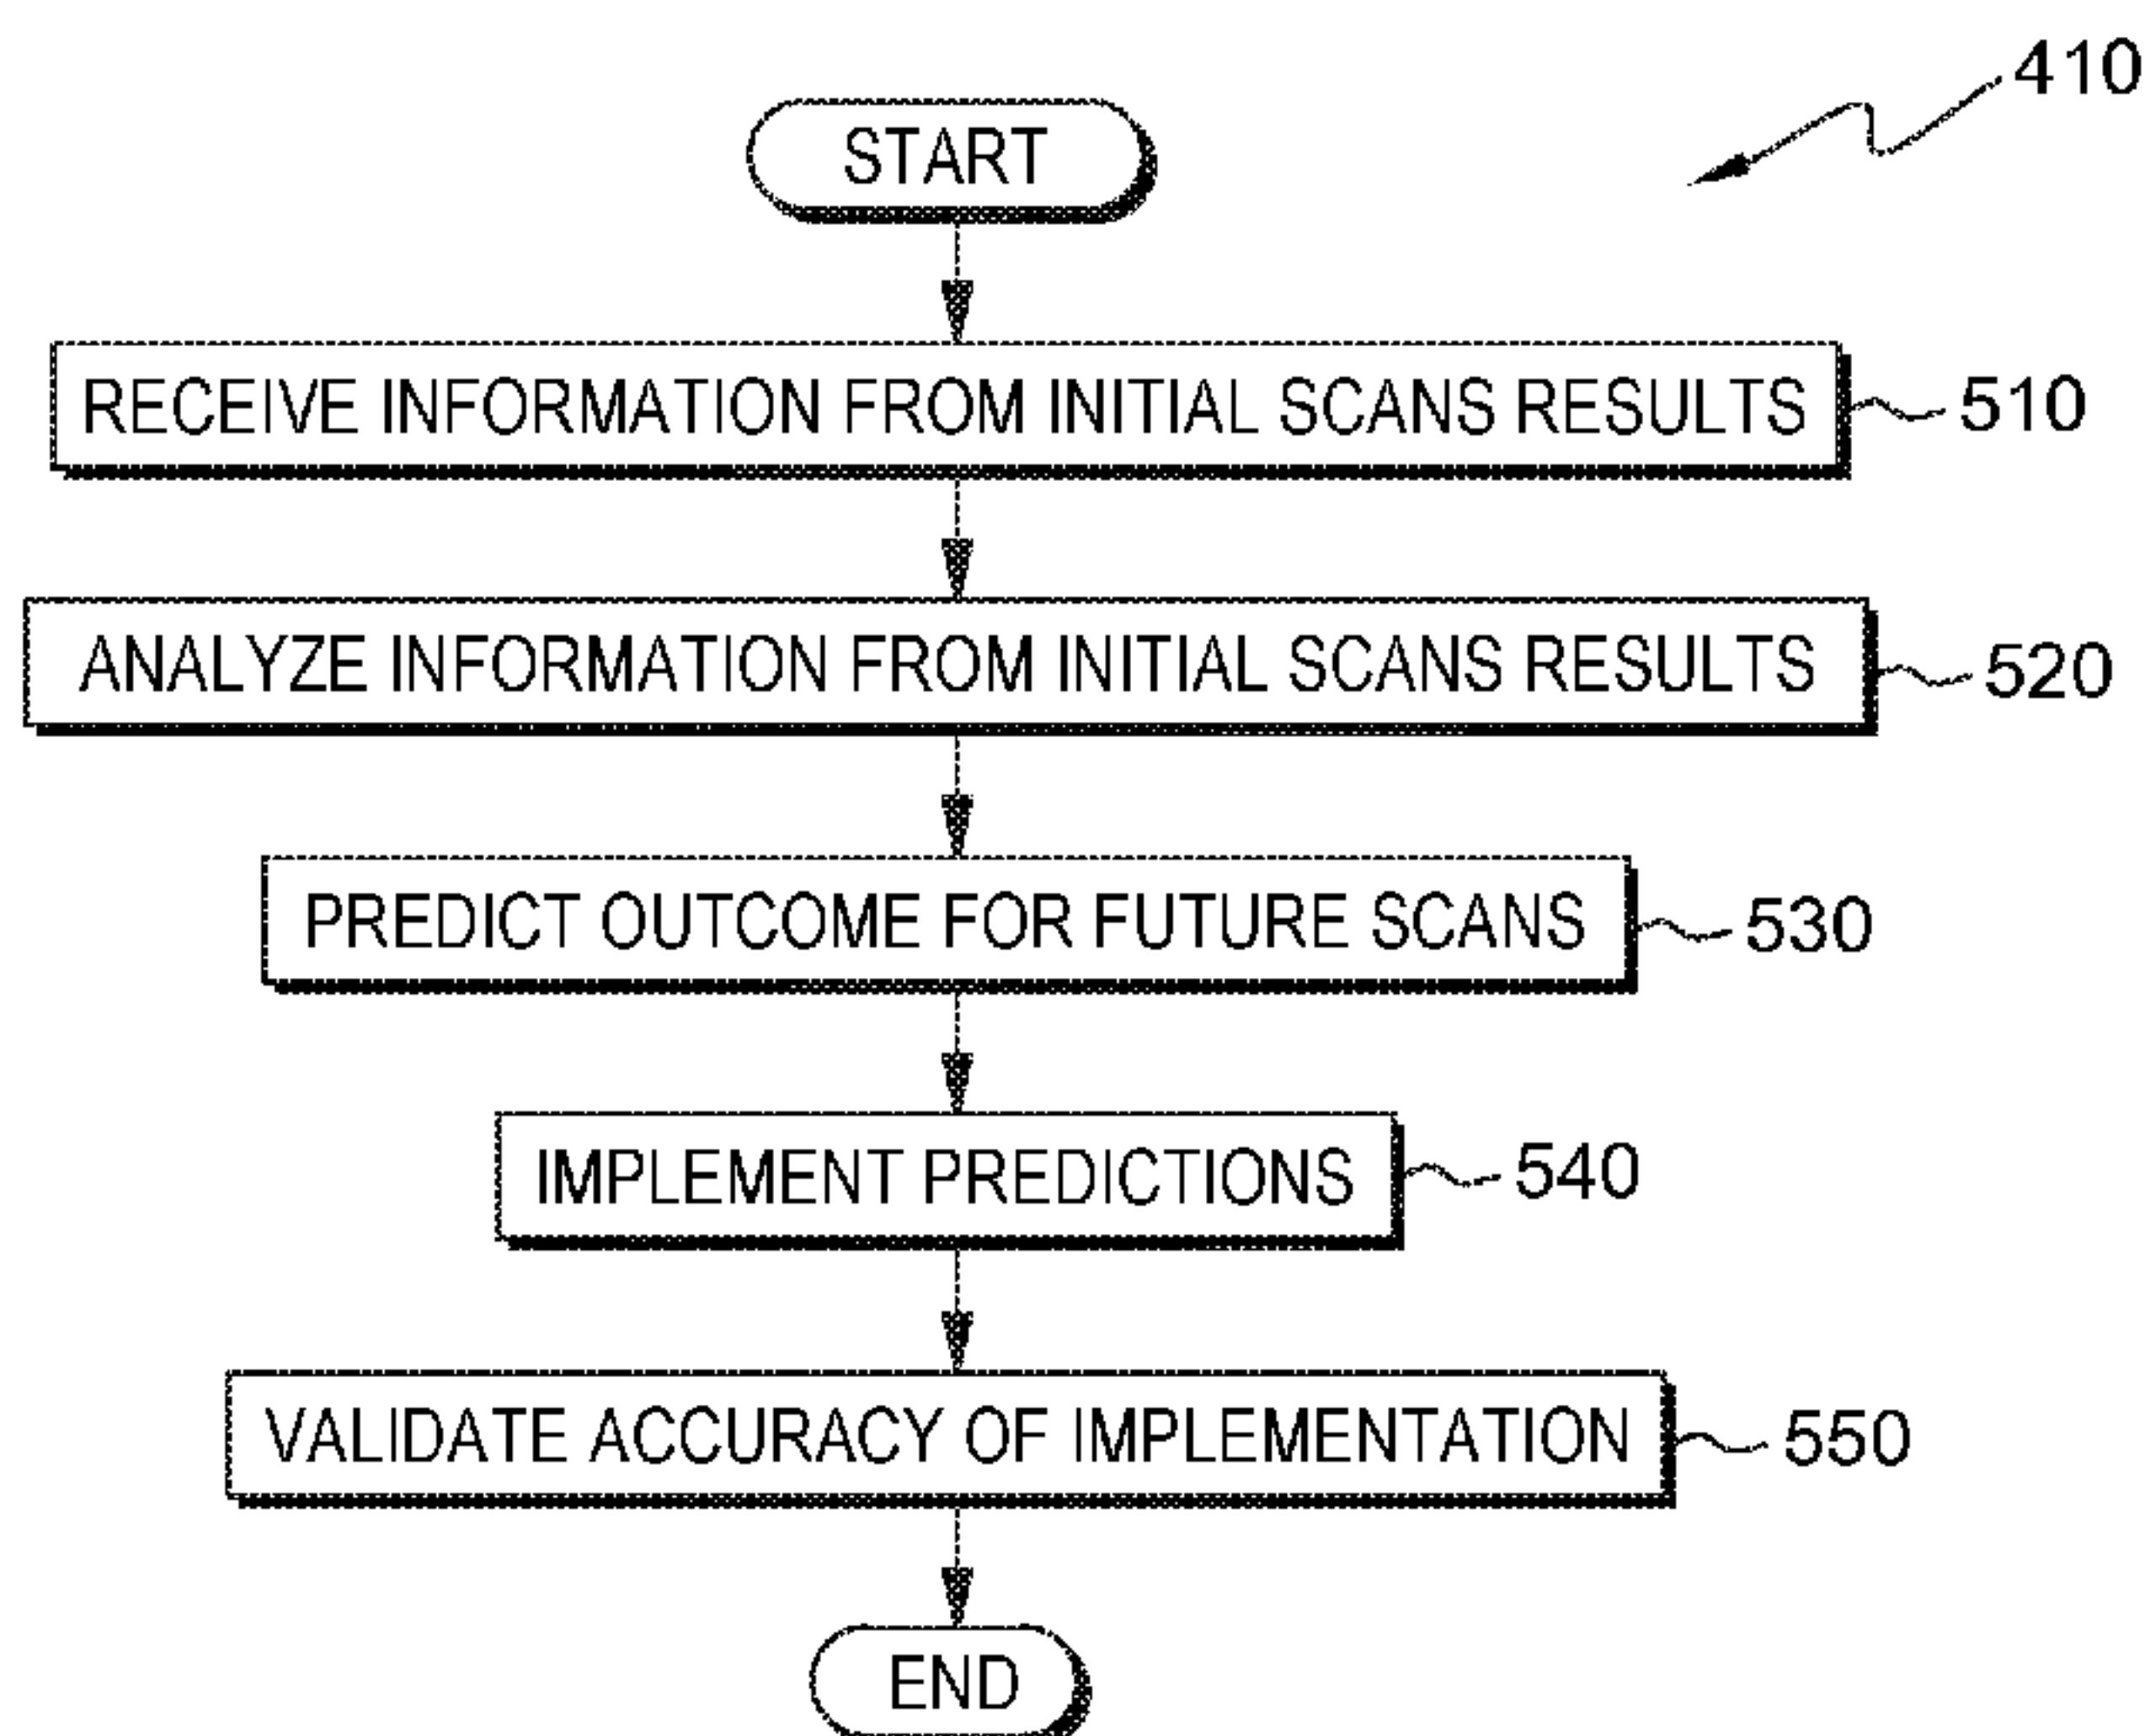 410
START
RECEIVE INFORMATION FROM INITIAL SCANS RESULTS 510
ANALYZE INFORMATION FROM INITIAL SCANS RESULTS 520
PREDICT OUTCOME FOR FUTURE SCANS 530
IMPLEMENT PREDICTIONS 540
VALIDATE ACCURACY OF IMPLEMENTATION 550
END